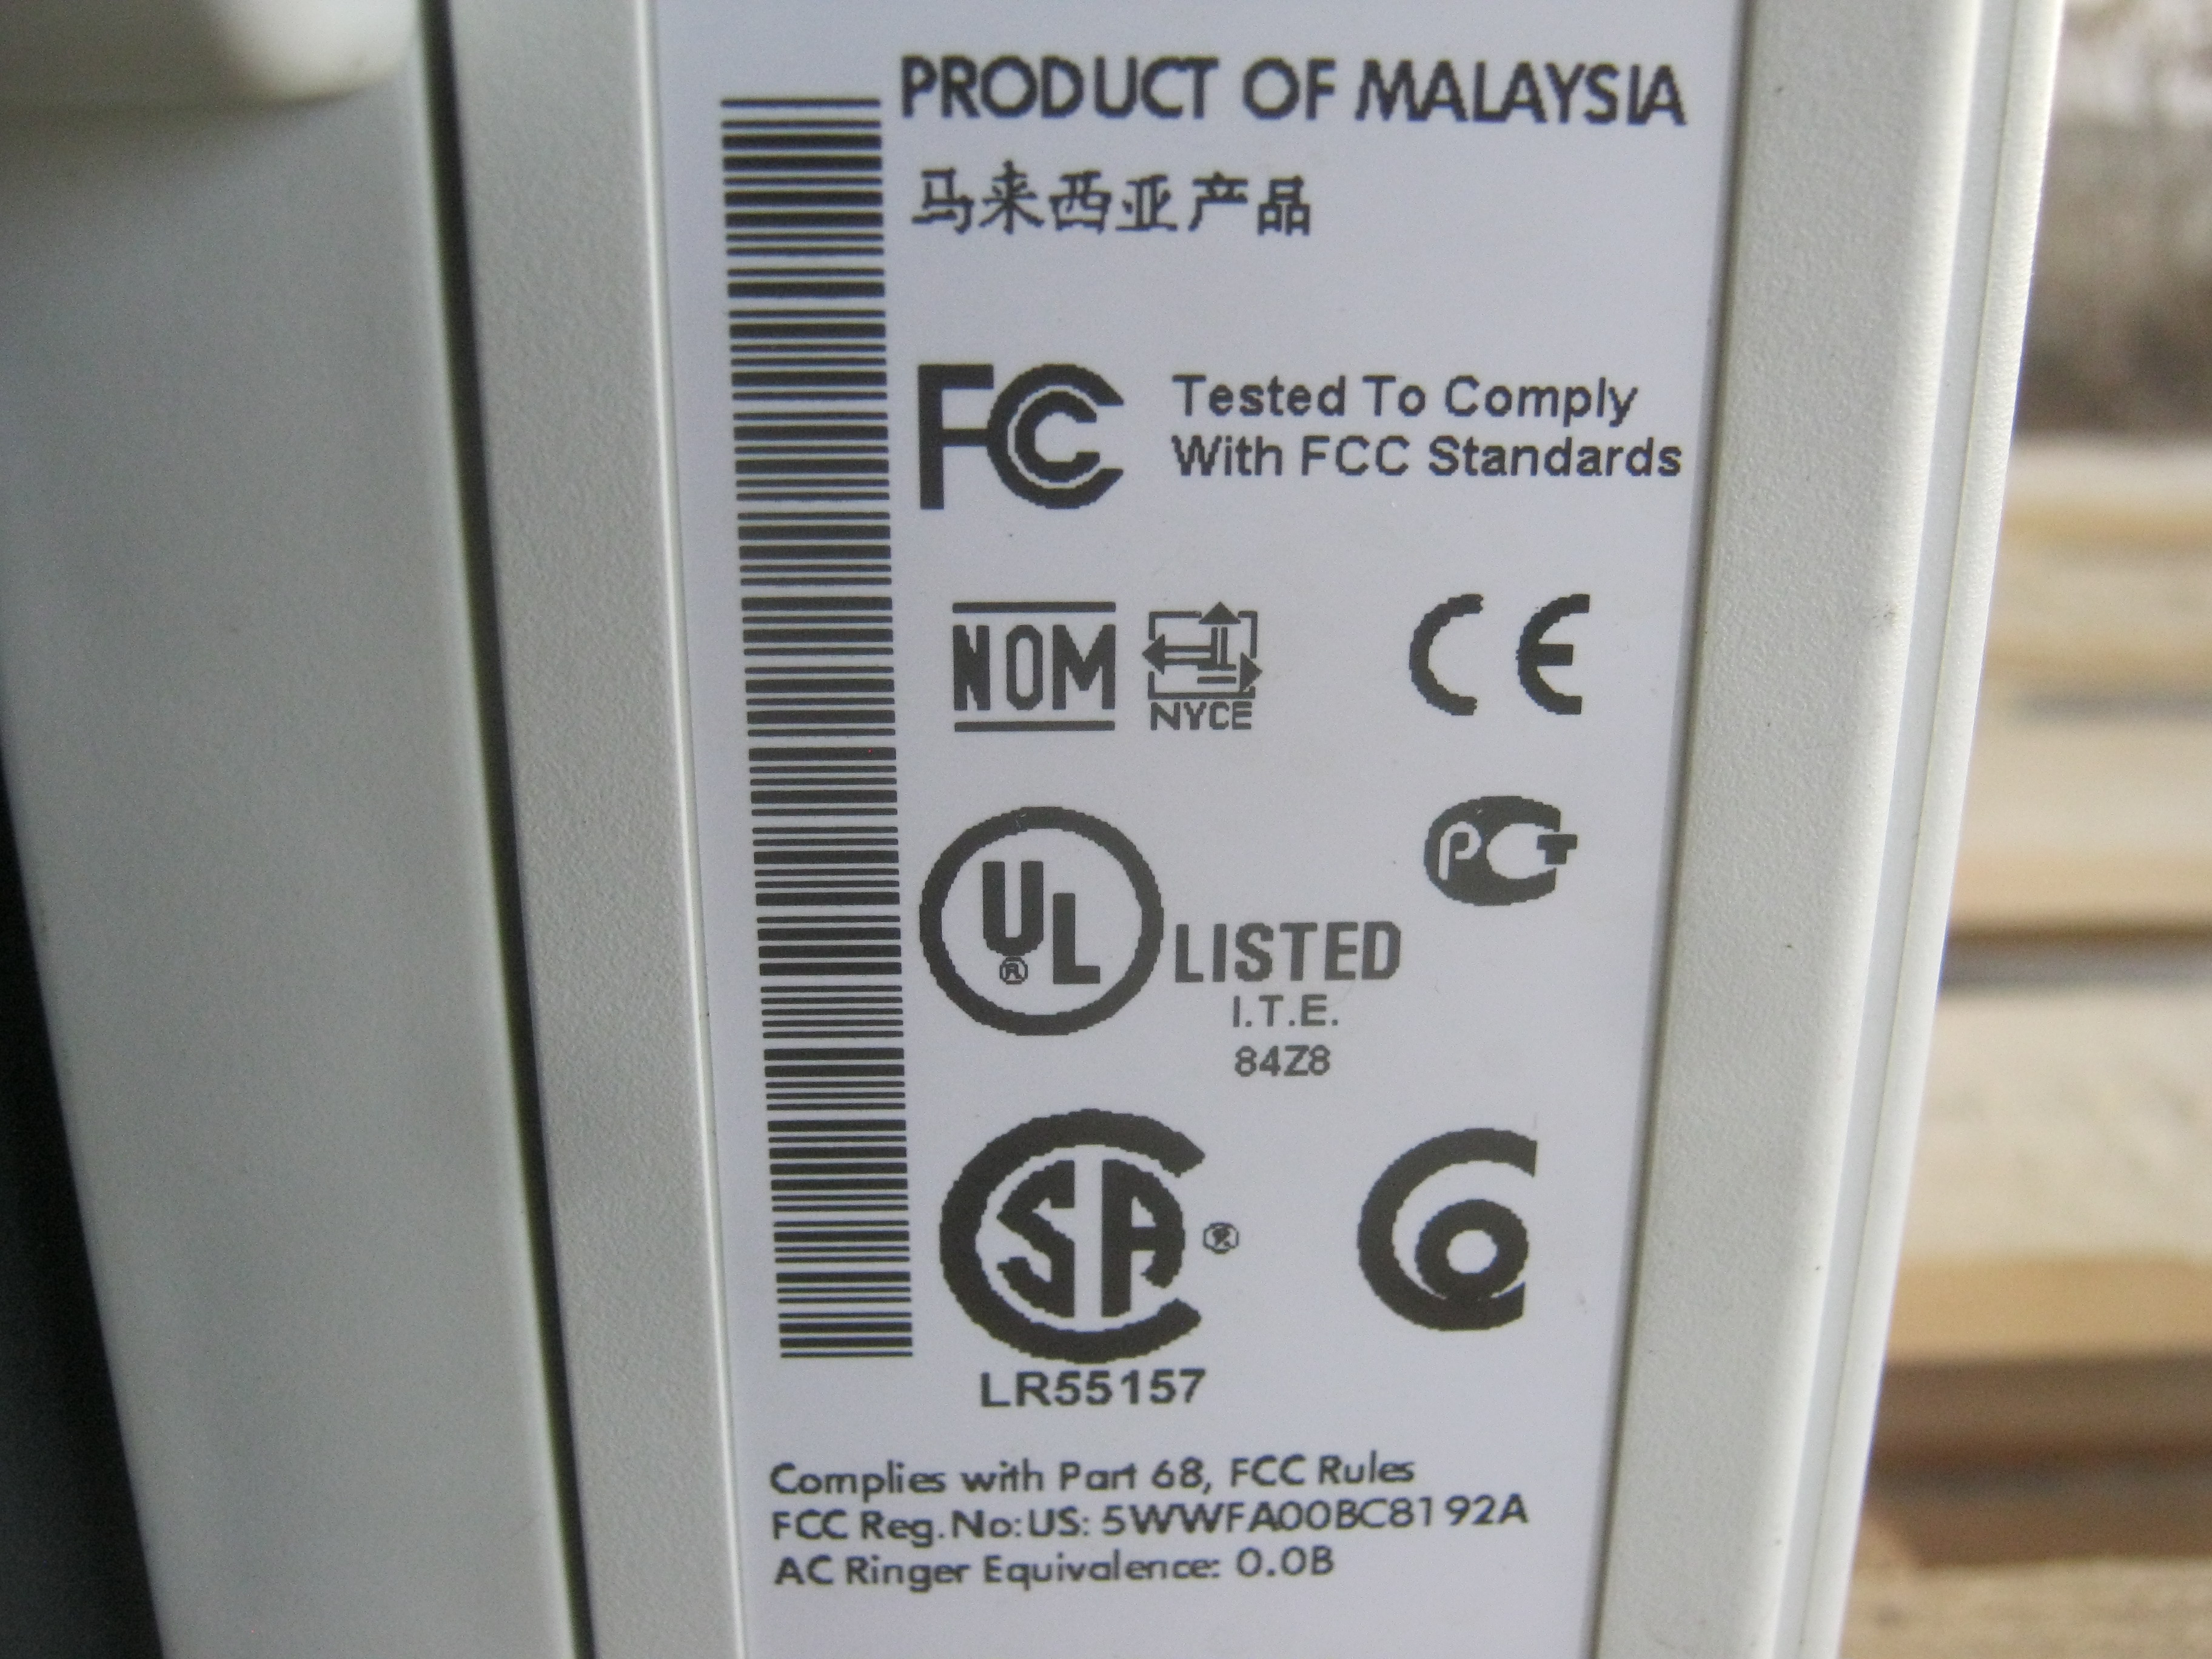 PRODUCT OF MALAYSIA
马来西亚产品
FC Tested To Comply
With FCC Standards
NOM
NYCE
CE
PCT
UL
®
LISTED
I.T.E.
84Z8
CSA ®
LR55157
Complies with Part 68, FCC Rules
FCC Reg.No:US: 5WWFA00BC8192A
AC Ringer Equivalence: 0.0B